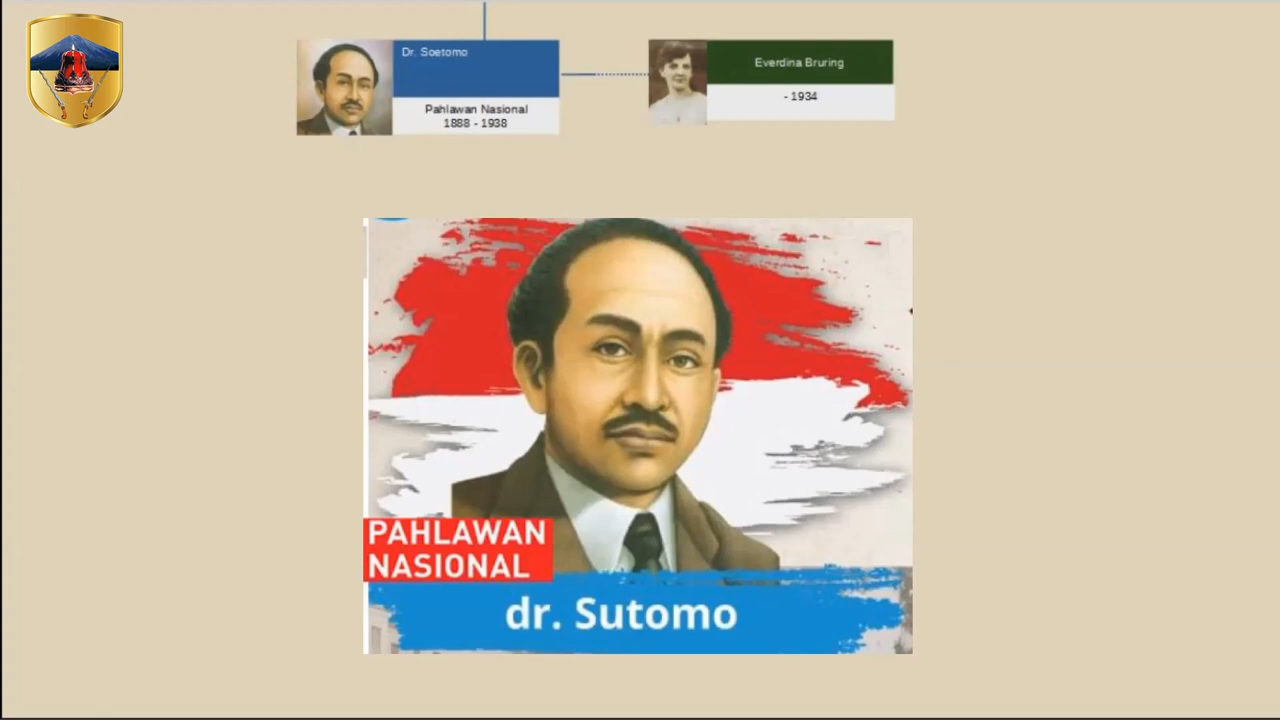 Dr. Soetomo
Pahlawan Nasional
1888 - 1938
Everdina Bruring
- 1934
PAHLAWAN
NASIONAL
dr. Sutomo